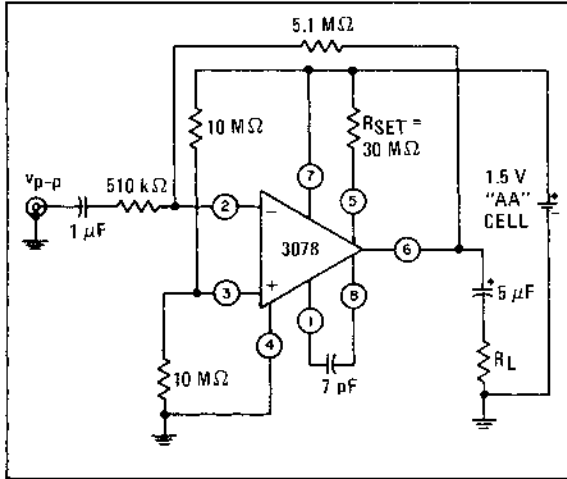 5.1 MΩ
10 MΩ
RSET =
30 MΩ
vp-p
510 kΩ
1 µF
7
5
1.5 V
"AA"
CELL
+
-
2
-
3078
6
3
+
1
8
4
+
5 µF
7 pF
RL
10 MΩ